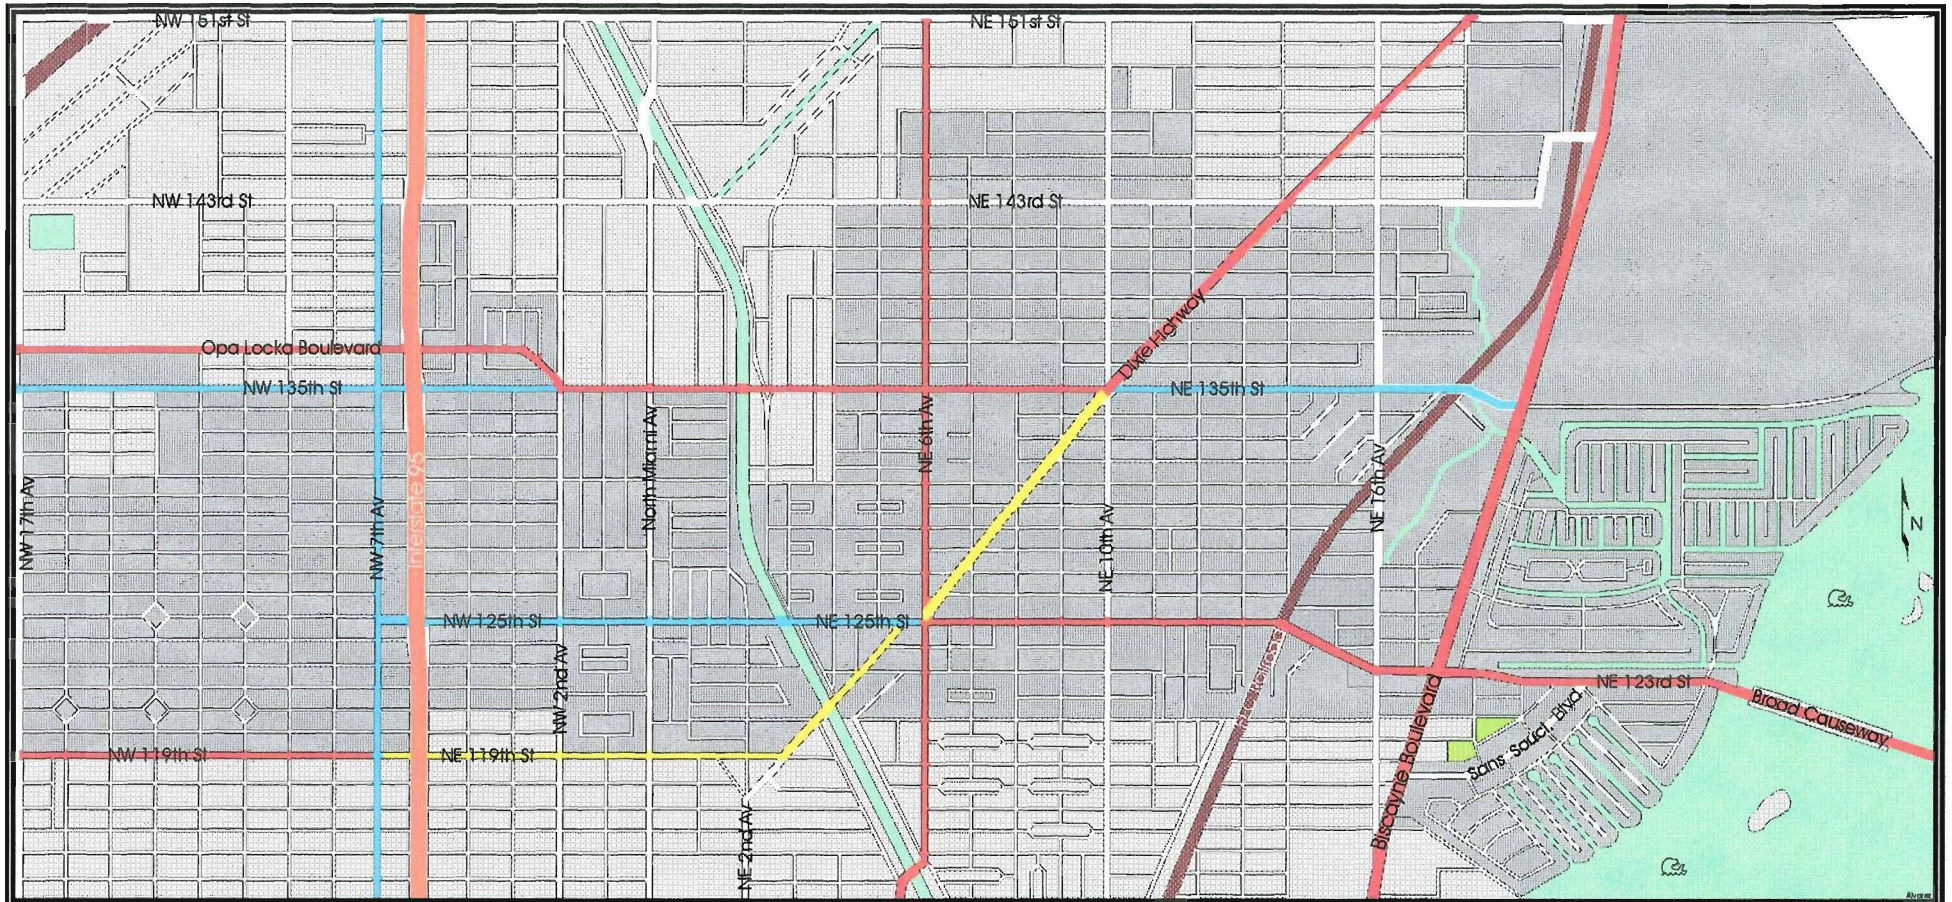 NW 151st St
NE 151st St
NW 143rd St
NE 143rd St
Dixie Highway
Opa Locka Boulevard
NW 135th St
NE 135th St
NW 17th Av
NW 7th Av
Interstate 95
North Miami Av
NE 6th Av
NE 10th Av
NE 16th Av
N
NW 125th St
NE 125th St
NW 2nd Av
NE 123rd St
Broad Causeway
Sans Souci Blvd
Biscayne Boulevard
NW 119th St
NE 119th St
NE 2nd Av